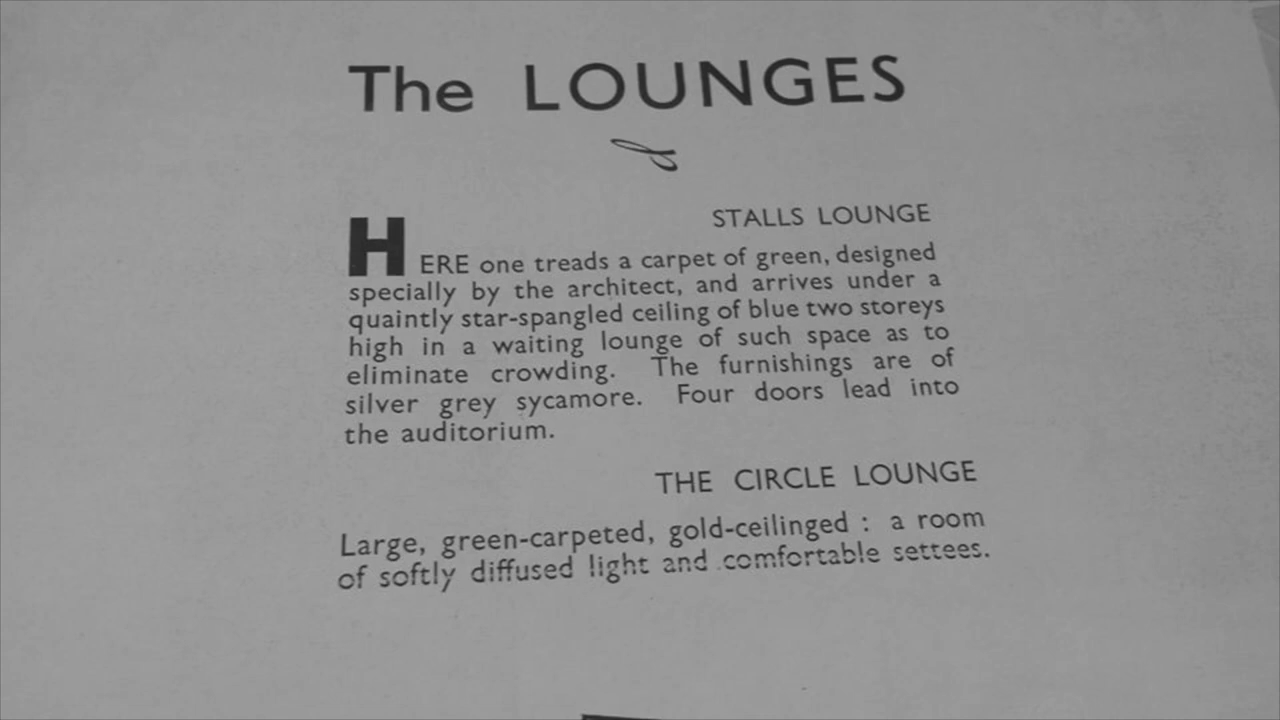 The LOUNGES
STALLS LOUNGE
HERE one treads a carpet of green, designed
specially by the architect, and arrives under a
quaintly star-spangled ceiling of blue two storeys
high in a waiting lounge of such space as to
eliminate crowding. The furnishings are of
silver grey sycamore. Four doors lead into
the auditorium.
THE CIRCLE LOUNGE
Large, green-carpeted, gold-ceilinged : a room
of softly diffused light and comfortable settees.